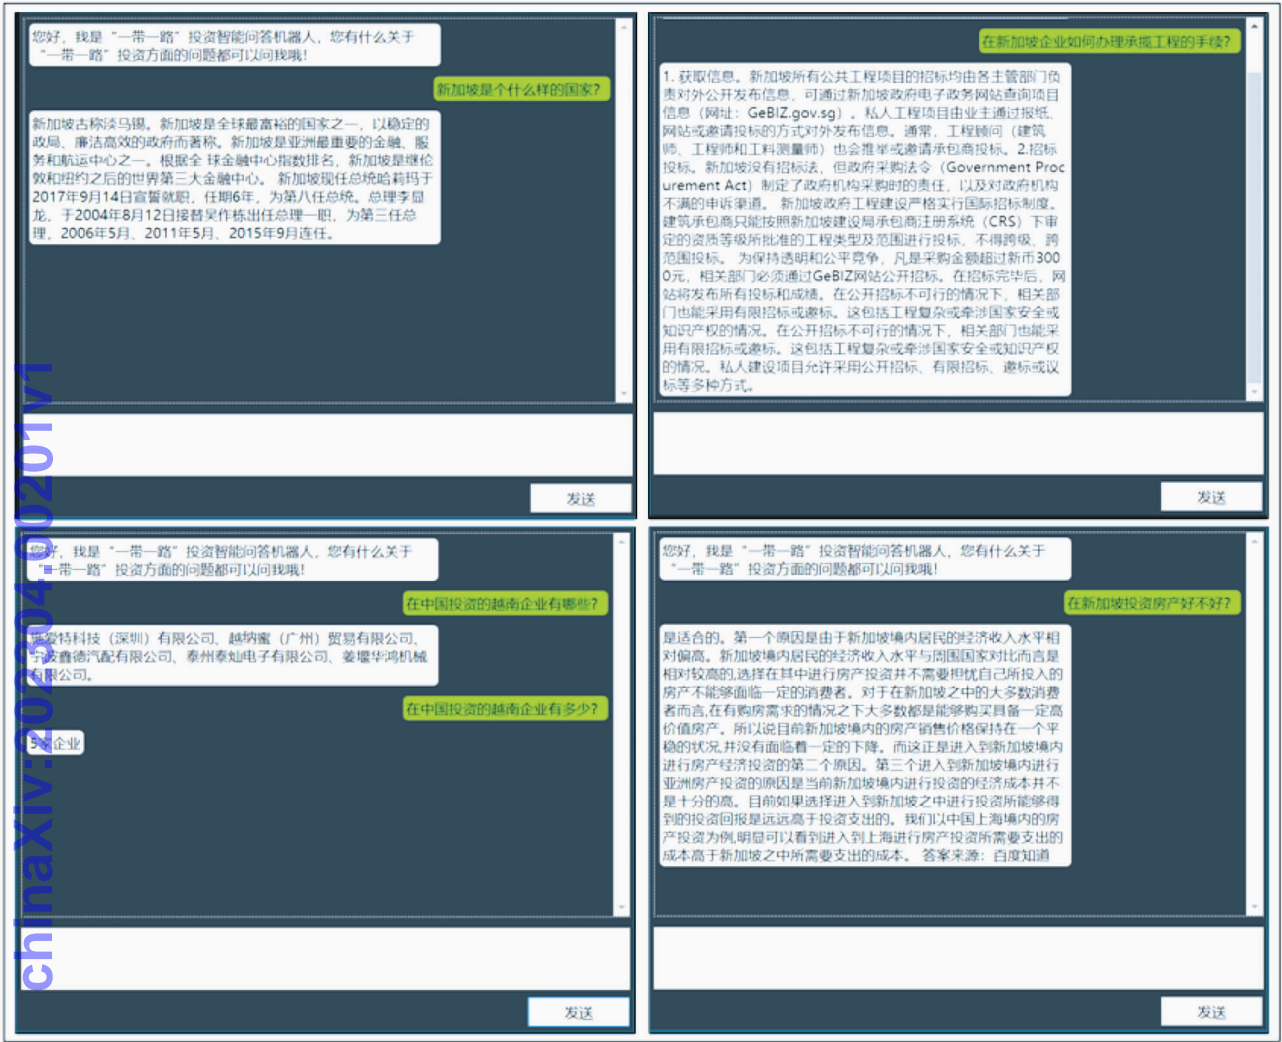 您好，我是“一带一路”投资智能问答机器人，您有什么关于
“一带一路”投资方面的问题都可以问我哦！
新加坡是个什么样的国家？
新加坡古称淡马锡。新加坡是全球最富裕的国家之一，以稳定的
政局、廉洁高效的政府而著称。新加坡是亚洲最重要的金融、服
务和航运中心之一。根据全 球金融中心指数排名，新加坡是继伦
敦和纽约之后的世界第三大金融中心。 新加坡现任总统哈莉玛于
2017年9月14日宣誓就职，任期6年，为第八任总统。总理李显
龙，于2004年8月12日接替吴作栋出任总理一职，为第三任总
理，2006年5月、2011年5月、2015年9月连任。
发送
在新加坡企业如何办理承揽工程的手续？
1. 获取信息。新加坡所有公共工程项目的招标均由各主管部门负
责对外公开发布信息，可通过新加坡政府电子政务网站查询项目
信息（网址：GeBIZ.gov.sg）。私人工程项目由业主通过报纸、
网站或邀请投标的方式对外发布信息。通常，工程顾问（建筑
师、工程师和工料测量师）也会推举或邀请承包商投标。2.招标
投标。新加坡没有招标法，但政府采购法令（Government Proc
urement Act）制定了政府机构采购时的责任，以及对政府机构
不满的申诉渠道。 新加坡政府工程建设严格实行国际招标制度。
建筑承包商只能按照新加坡建设局承包商注册系统（CRS）下审
定的资质等级所批准的工程类型及范围进行投标，不得跨级、跨
范围投标。 为保持透明和公平竞争，凡是采购金额超过新币300
0元，相关部门必须通过GeBIZ网站公开招标。在招标完毕后，网
站将发布所有投标和成绩。在公开招标不可行的情况下，相关部
门也能采用有限招标或邀标。这包括工程复杂或牵涉国家安全或
知识产权的情况。在公开招标不可行的情况下，相关部门也能采
用有限招标或邀标。这包括工程复杂或牵涉国家安全或知识产权
的情况。私人建设项目允许采用公开招标、有限招标、邀标或议
标等多种方式。
发送
您好，我是“一带一路”投资智能问答机器人，您有什么关于
“一带一路”投资方面的问题都可以问我哦！
在中国投资的越南企业有哪些？
爱特科技（深圳）有限公司、越纳蜜（广州）贸易有限公司、
宁波鑫德汽配有限公司、泰州泰灿电子有限公司、姜堰华鸿机械
有限公司。
在中国投资的越南企业有多少？
5家企业
发送
您好，我是“一带一路”投资智能问答机器人，您有什么关于
“一带一路”投资方面的问题都可以问我哦！
在新加坡投资房产好不好？
是适合的。第一个原因是由于新加坡境内居民的经济收入水平相
对偏高。新加坡境内居民的经济收入水平与周围国家对比而言是
相对较高的,选择在其中进行房产投资并不需要担忧自己所投入的
房产不能够面临一定的消费者。对于在新加坡之中的大多数消费
者而言,在有购房需求的情况之下大多数都是能够购买具备一定高
价值房产。所以说目前新加坡境内的房产销售价格保持在一个平
稳的状况,并没有面临着一定的下降。而这正是进入到新加坡境内
进行房产经济投资的第二个原因。第三个进入到新加坡境内进行
亚洲房产投资的原因是当前新加坡境内进行投资的经济成本并不
是十分的高。目前如果选择进入到新加坡之中进行投资所能够得
到的投资回报是远远高于投资支出的。我们以中国上海境内的房
产投资为例,明显可以看到进入到上海进行房产投资所需要支出的
成本高于新加坡之中所需要支出的成本。 答案来源：百度知道
发送
chinaXiv:202304.00201v1